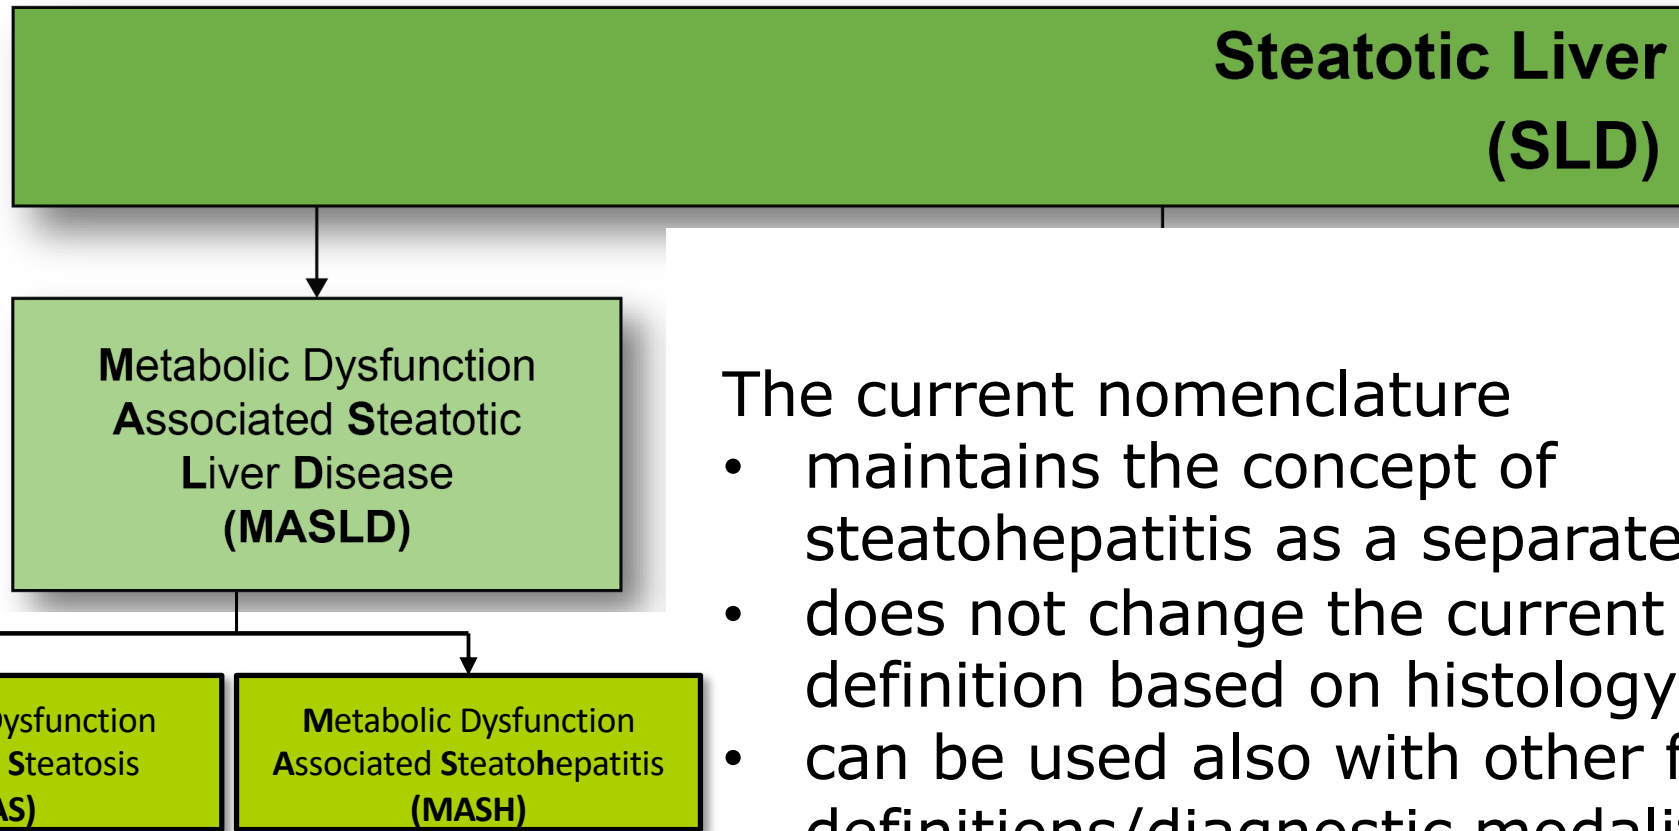 Steatotic Liver
(SLD)
Metabolic Dysfunction
Associated Steatotic
Liver Disease
(MASLD)
The current nomenclature
• maintains the concept of
steatohepatitis as a separate
• does not change the current
definition based on histology
• can be used also with other
definitions/diagnostic
Steatosis
Metabolic Dysfunction
Associated Steatohepatitis
(MASH)